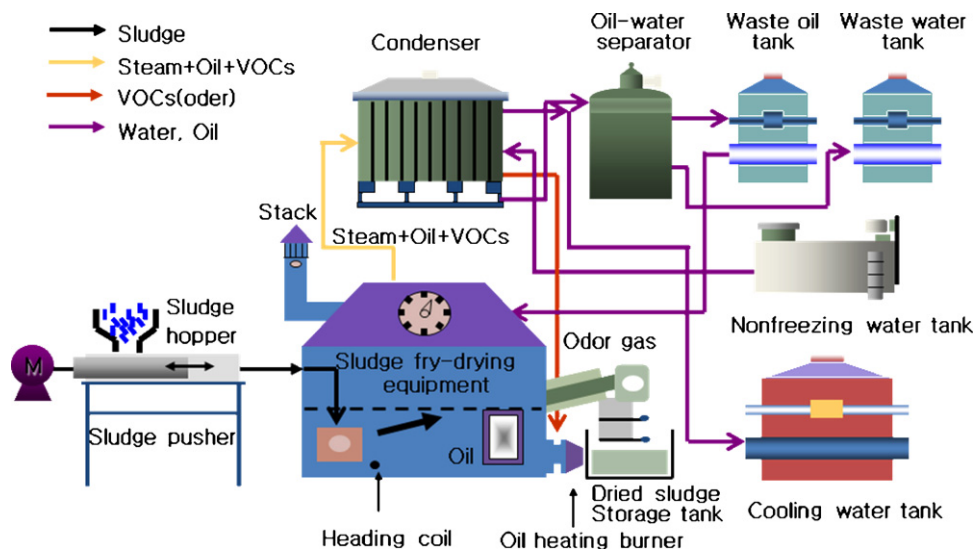 Sludge
Steam+Oil+VOCs
VOCs(oder)
Water, Oil
Condenser
Oil-water
separator
Waste oil
tank
Waste water
tank
Stack
Steam+Oil+VOCs
Sludge
hopper
M
Sludge pusher
Sludge fry-drying
equipment
Oil
Odor gas
Nonfreezing water tank
Dried sludge
Storage tank
Cooling water tank
Heading coil
Oil heating burner